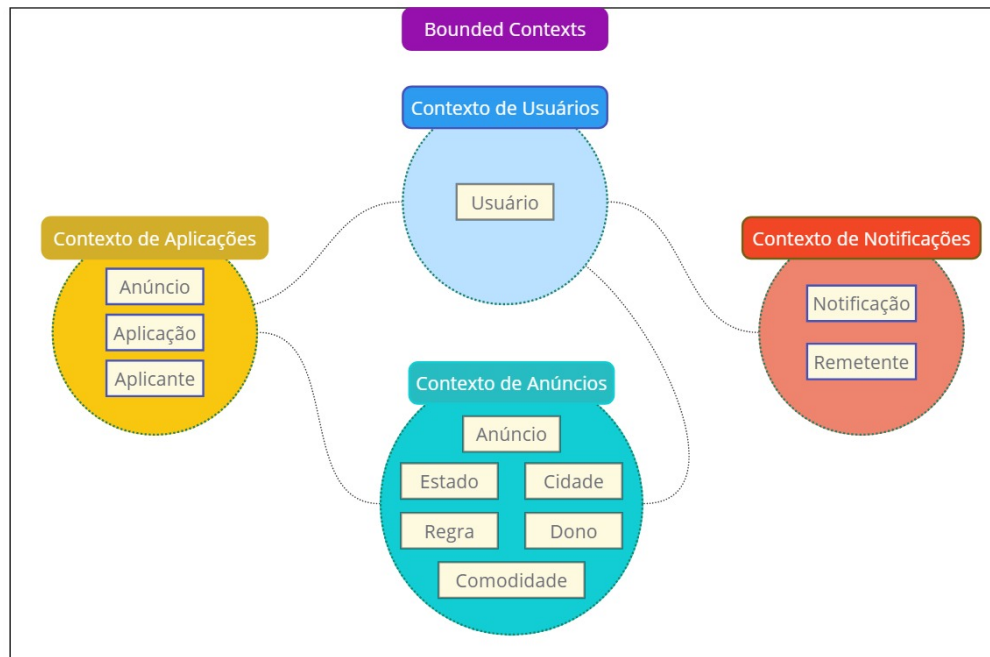 Bounded Contexts
Contexto de Usuários
Usuário
Contexto de Aplicações
Anúncio
Aplicação
Aplicante
Contexto de Notificações
Notificação
Remetente
Contexto de Anúncios
Anúncio
Estado
Cidade
Regra
Dono
Comodidade